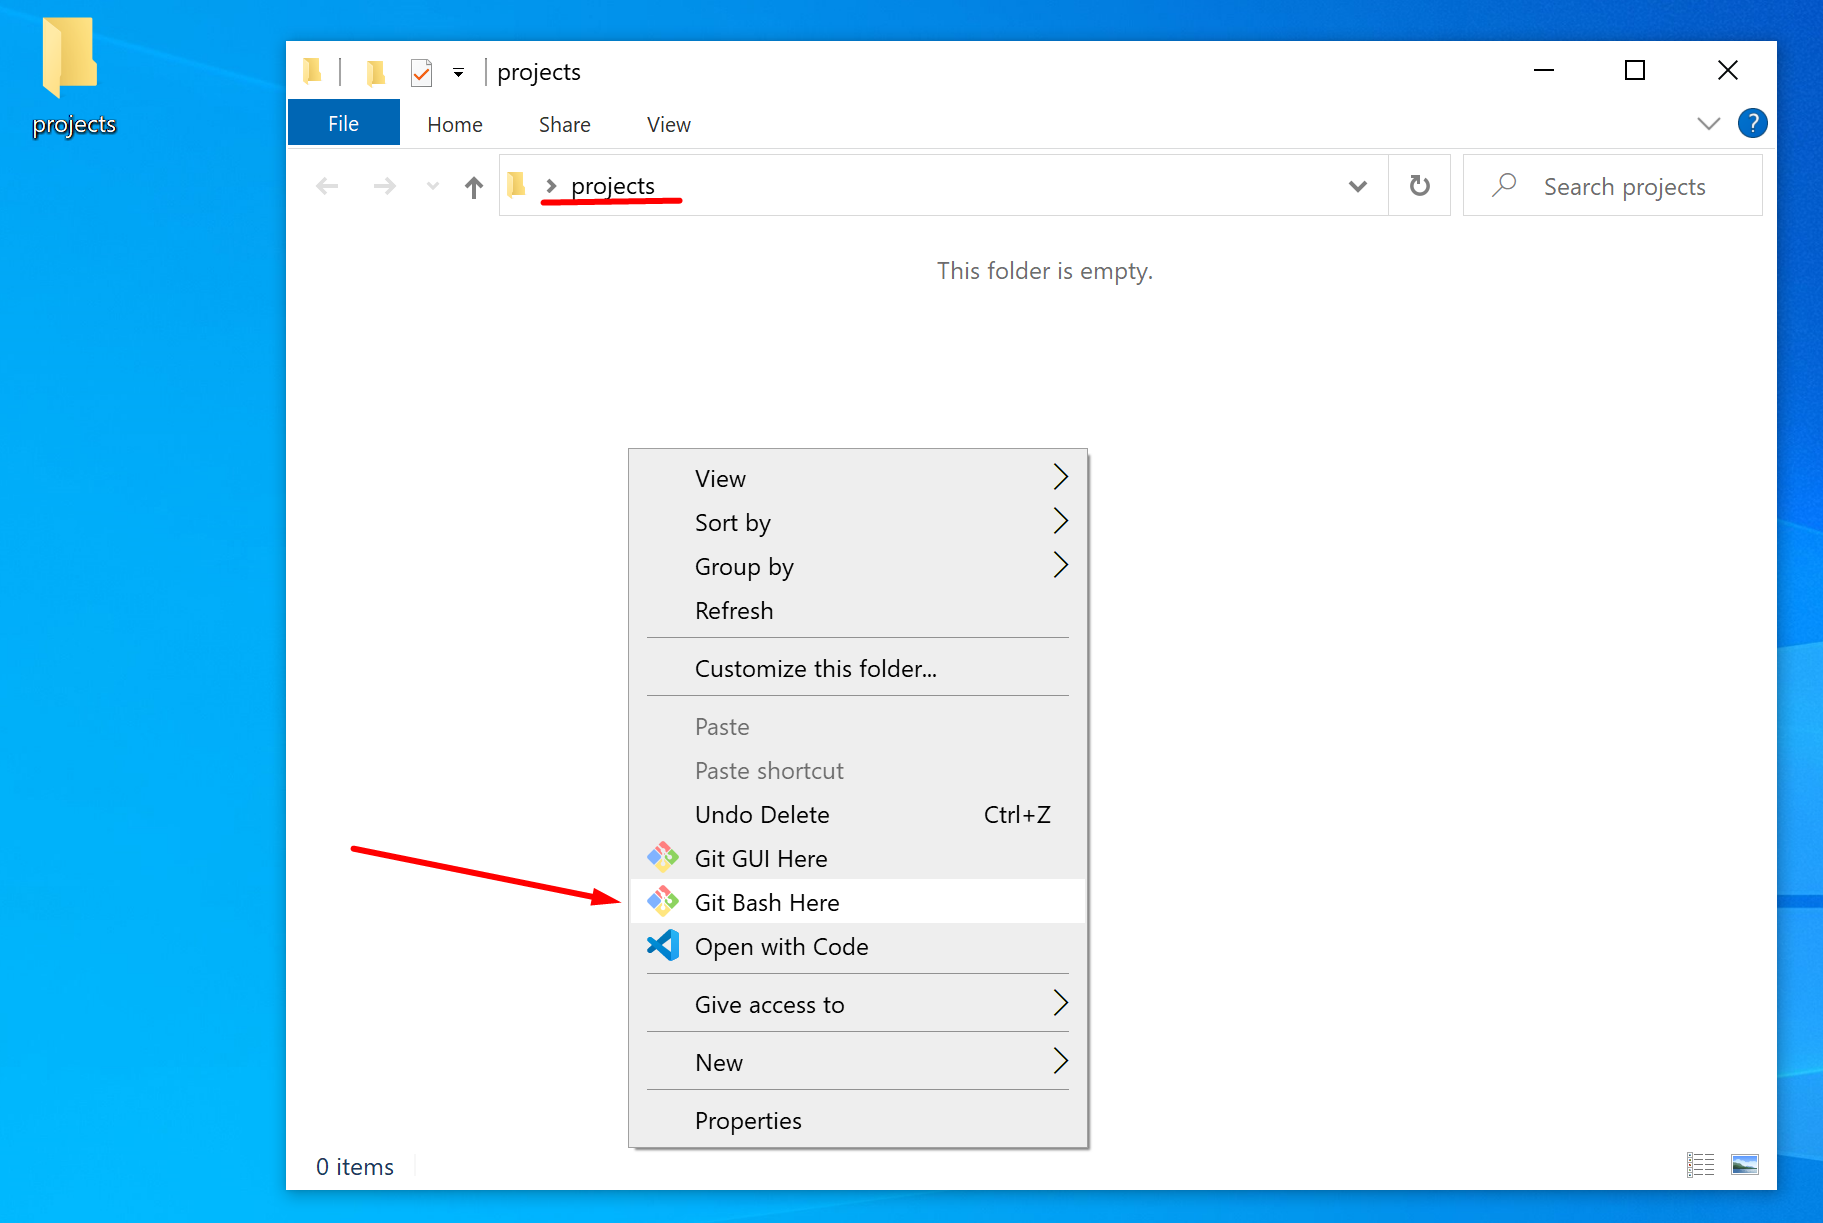 projects
projects
File Home Share View ?
projects
Search projects
This folder is empty.
View
Sort by
Group by
Refresh
Customize this folder...
Paste
Paste shortcut
Undo Delete Ctrl+Z
Git GUI Here
Git Bash Here
Open with Code
Give access to
New
Properties
0 items